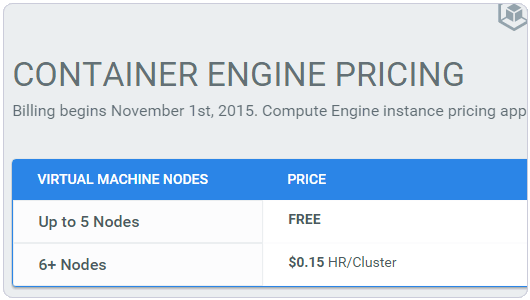 CONTAINER ENGINE PRICING
Billing begins November 1st, 2015. Compute Engine instance pricing app
VIRTUAL MACHINE NODES PRICE
Up to 5 Nodes FREE
6+ Nodes $0.15 HR/Cluster